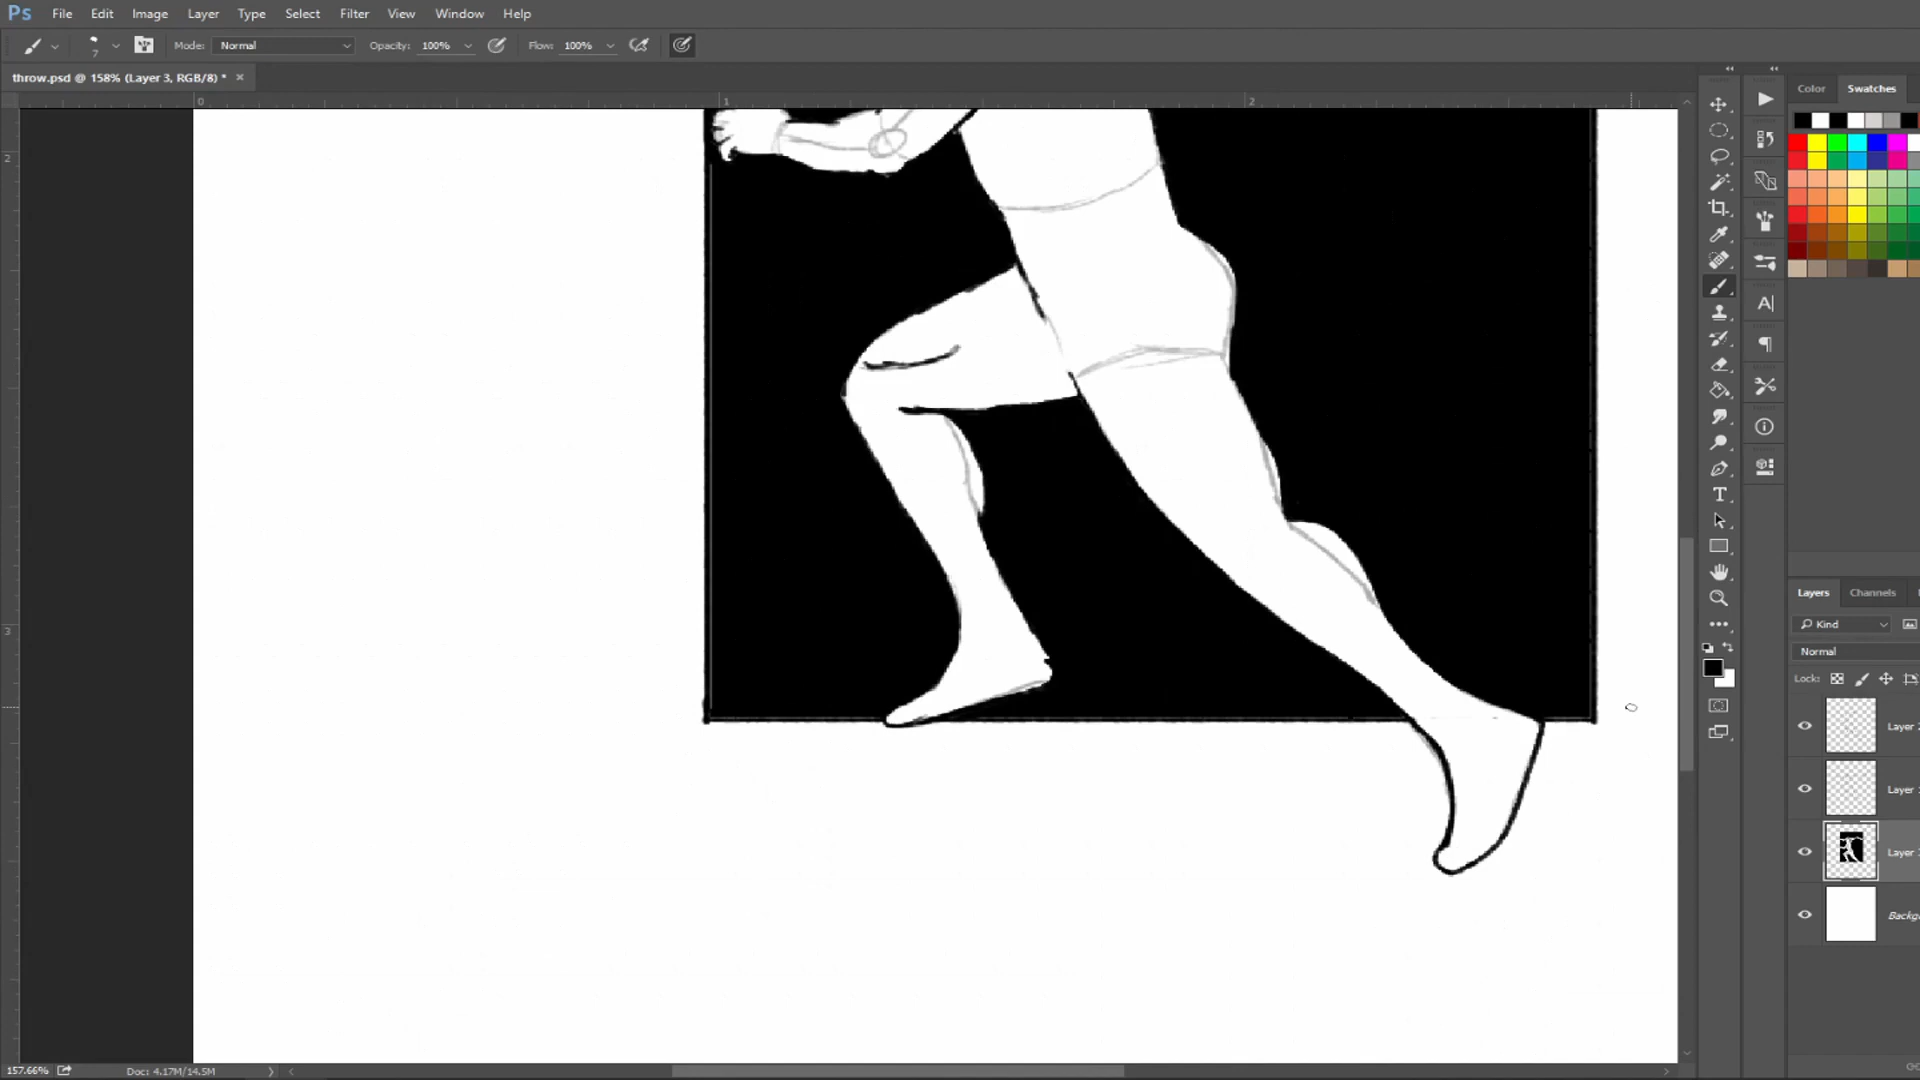 Ps File Edit Image Layer Type Select Filter View Window Help
7 Mode: Normal Opacity: 100% Flow: 100%
throw.psd @ 158% (Layer 3, RGB/8) * ×
0 1 2
2
3
Color Swatches
Layers Channels
Kind
Normal
Lock:
Layer
Layer
Layer
Backg
157.66% Doc: 4.17M/14.5M